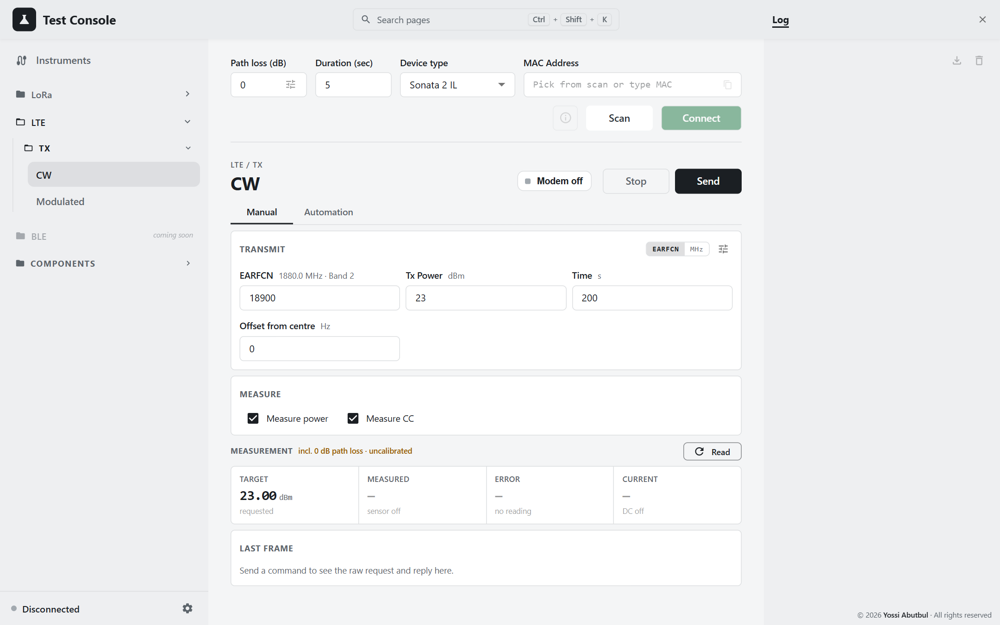 Test Console
Search pages
Ctrl + Shift + K
Log
Instruments
LoRa
LTE
TX
CW
Modulated
BLE
coming soon
COMPONENTS
Disconnected
Path loss (dB)
0
Duration (sec)
5
Device type
Sonata 2 IL
MAC Address
Pick from scan or type MAC
Scan
Connect
LTE / TX
CW
Modem off
Stop
Send
Manual
Automation
TRANSMIT
EARFCN
MHz
EARFCN 1880.0 MHz · Band 2
18900
Tx Power dBm
23
Time s
200
Offset from centre Hz
0
MEASURE
Measure power
Measure CC
MEASUREMENT incl. 0 dB path loss · uncalibrated
Read
TARGET
23.00 dBm
requested
MEASURED
—
sensor off
ERROR
—
no reading
CURRENT
—
DC off
LAST FRAME
Send a command to see the raw request and reply here.
© 2026 Yossi Abutbul · All rights reserved